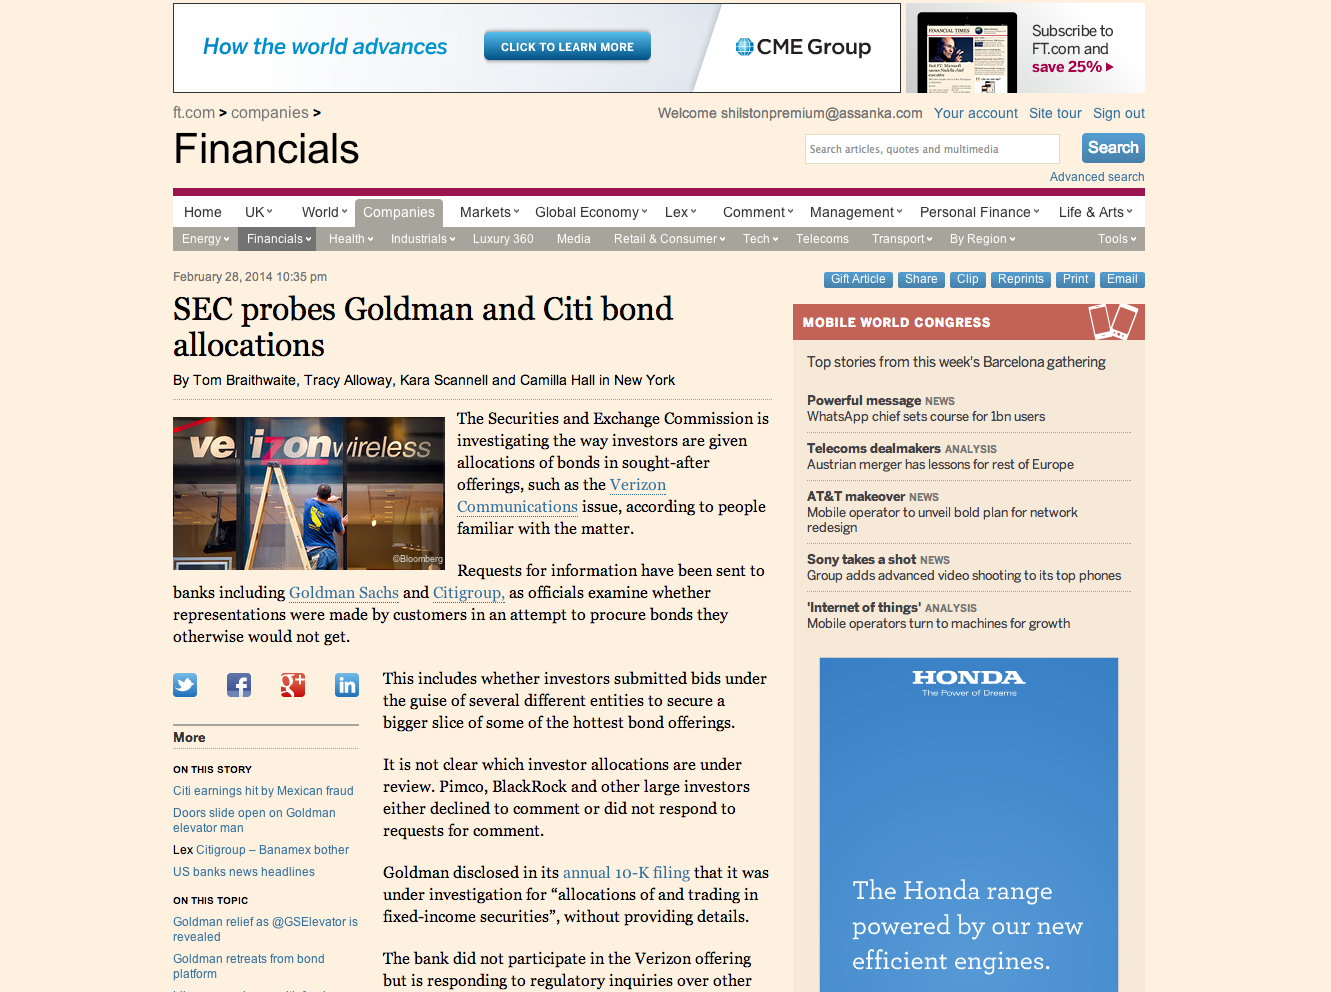 How the world advances
CLICK TO LEARN MORE
CME Group
FINANCIAL TIMES
Subscribe to
FT.com and
save 25%
ft.com > companies >
Welcome shilstonpremium@assanka.com Your account Site tour Sign out
Financials
Search articles, quotes and multimedia
Search
Advanced search
Home UK World Companies Markets Global Economy Lex Comment Management Personal Finance Life & Arts
Energy Financials Health Industrials Luxury 360 Media Retail & Consumer Tech Telecoms Transport By Region Tools
February 28, 2014 10:35 pm
Gift Article Share Clip Reprints Print Email
SEC probes Goldman and Citi bond
allocations
By Tom Braithwaite, Tracy Alloway, Kara Scannell and Camilla Hall in New York
verizon wireless
©Bloomberg
The Securities and Exchange Commission is
investigating the way investors are given
allocations of bonds in sought-after
offerings, such as the Verizon
Communications issue, according to people
familiar with the matter.
Requests for information have been sent to
banks including Goldman Sachs and Citigroup, as officials examine whether
representations were made by customers in an attempt to procure bonds they
otherwise would not get.
This includes whether investors submitted bids under
the guise of several different entities to secure a
bigger slice of some of the hottest bond offerings.
It is not clear which investor allocations are under
review. Pimco, BlackRock and other large investors
either declined to comment or did not respond to
requests for comment.
Goldman disclosed in its annual 10-K filing that it was
under investigation for “allocations of and trading in
fixed-income securities”, without providing details.
The bank did not participate in the Verizon offering
but is responding to regulatory inquiries over other
More
ON THIS STORY
Citi earnings hit by Mexican fraud
Doors slide open on Goldman
elevator man
Lex Citigroup – Banamex bother
US banks news headlines
ON THIS TOPIC
Goldman relief as @GSElevator is
revealed
Goldman retreats from bond
platform
MOBILE WORLD CONGRESS
Top stories from this week's Barcelona gathering
Powerful message NEWS
WhatsApp chief sets course for 1bn users
Telecoms dealmakers ANALYSIS
Austrian merger has lessons for rest of Europe
AT&T makeover NEWS
Mobile operator to unveil bold plan for network
redesign
Sony takes a shot NEWS
Group adds advanced video shooting to its top phones
'Internet of things' ANALYSIS
Mobile operators turn to machines for growth
HONDA
The Power of Dreams
The Honda range
powered by our new
efficient engines.